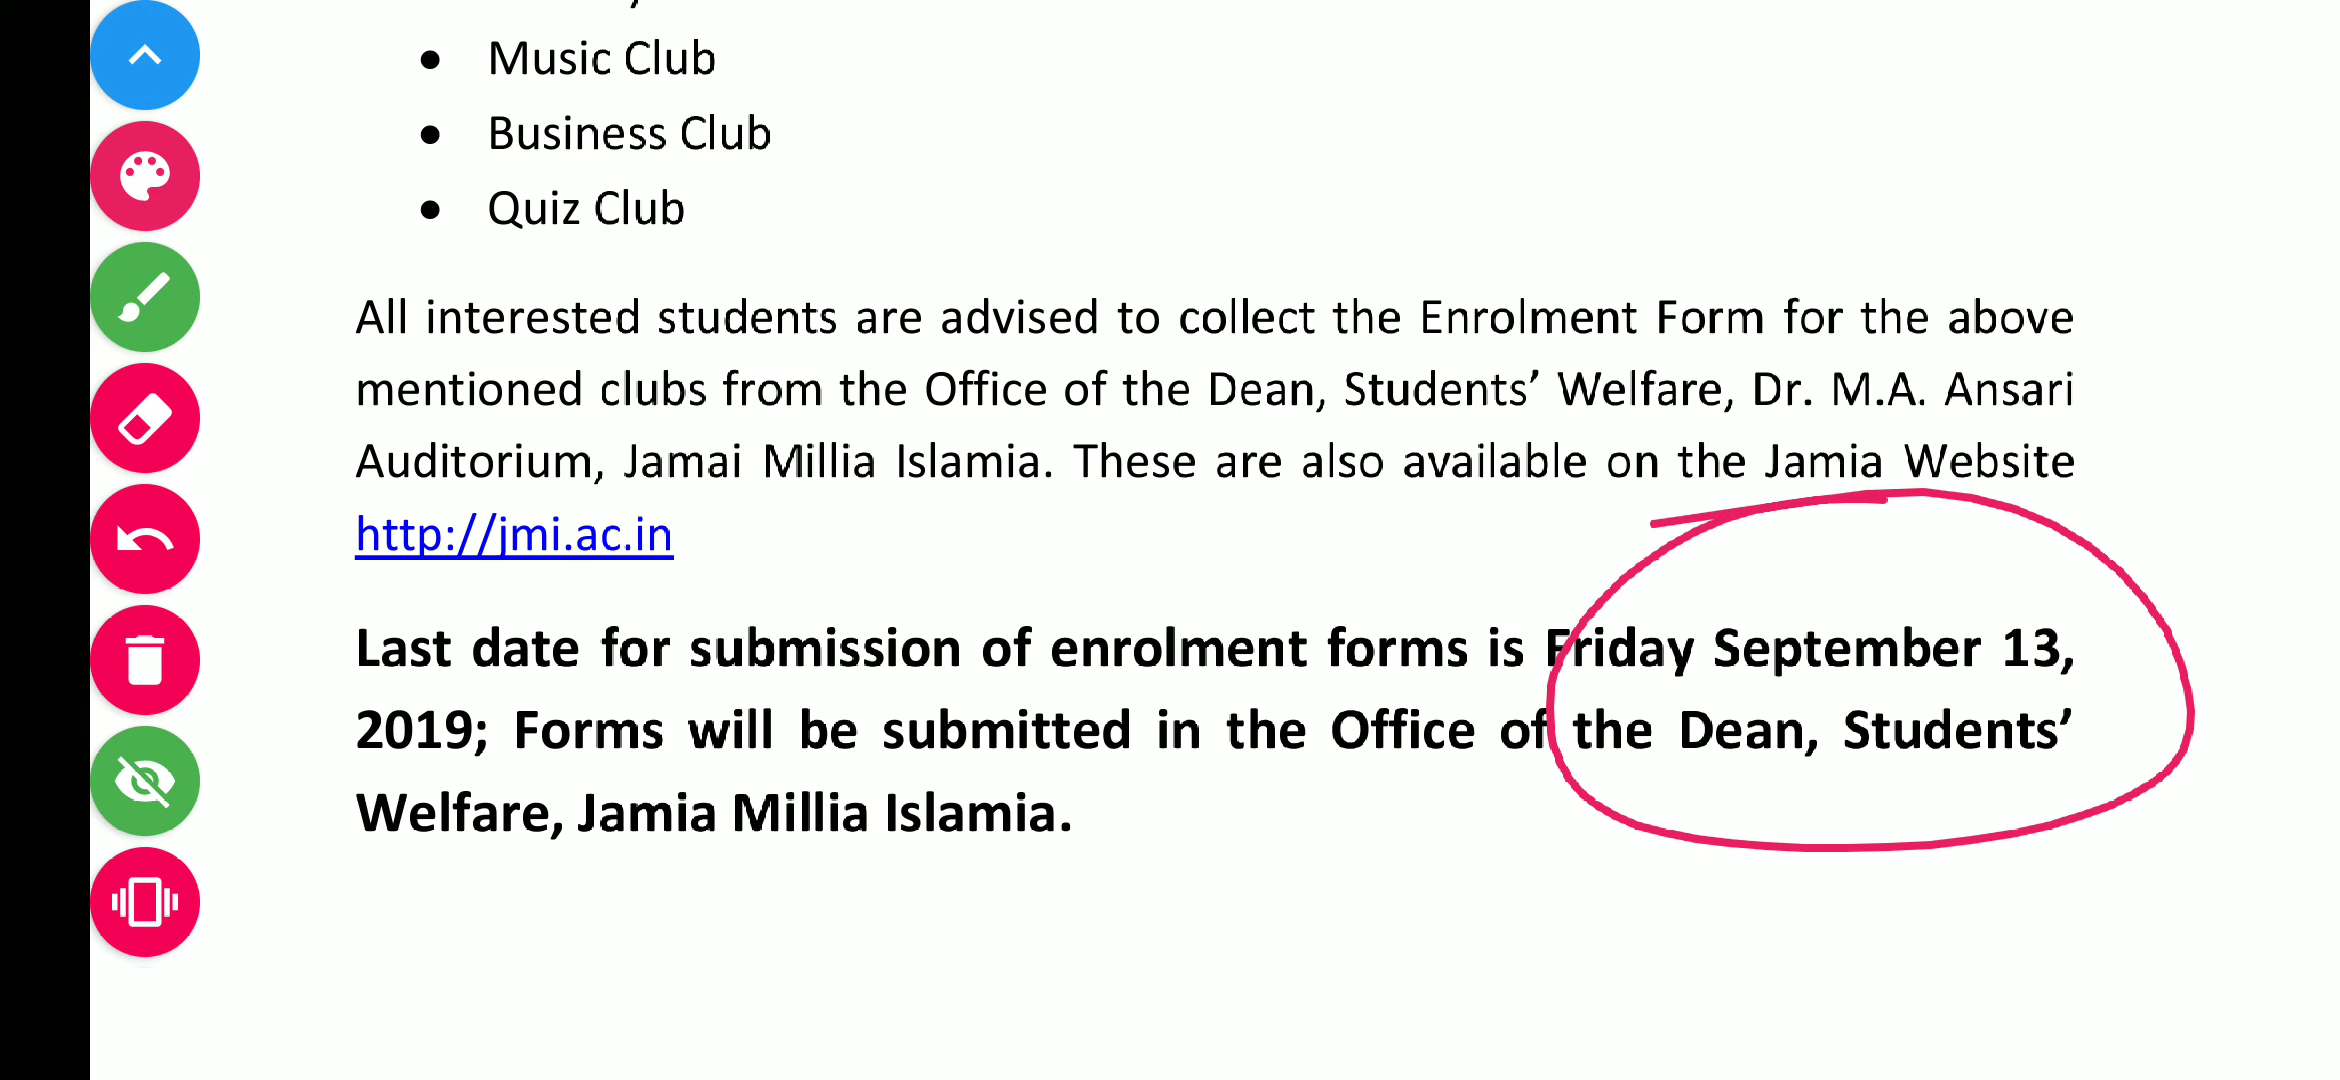 Music Club
Business Club
Quiz Club
All interested students are advised to collect the Enrolment Form for the above
mentioned clubs from the Office of the Dean, Students’ Welfare, Dr. M.A. Ansari
Auditorium, Jamai Millia Islamia. These are also available on the Jamia Website
http://jmi.ac.in
Last date for submission of enrolment forms is Friday September 13,
2019; Forms will be submitted in the Office of the Dean, Students’
Welfare, Jamia Millia Islamia.